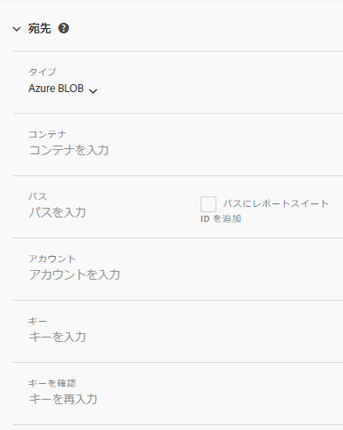 宛先 ?
タイプ
Azure BLOB
コンテナ
コンテナを入力
パス
パスを入力
パスにレポートスイート
ID を追加
アカウント
アカウントを入力
キー
キーを入力
キーを確認
キーを再入力